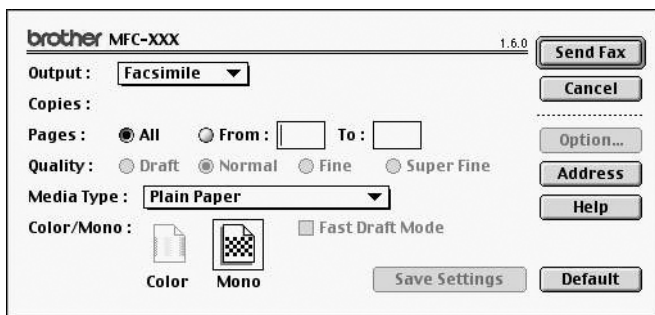 brother MFC-XXX 1.6.0
Send Fax
Output : Facsimile
Cancel
Copies :
Pages : All From : To :
Option...
Quality : Draft Normal Fine Super Fine
Address
Media Type : Plain Paper
Help
Color/Mono : Fast Draft Mode
Color Mono
Save Settings
Default